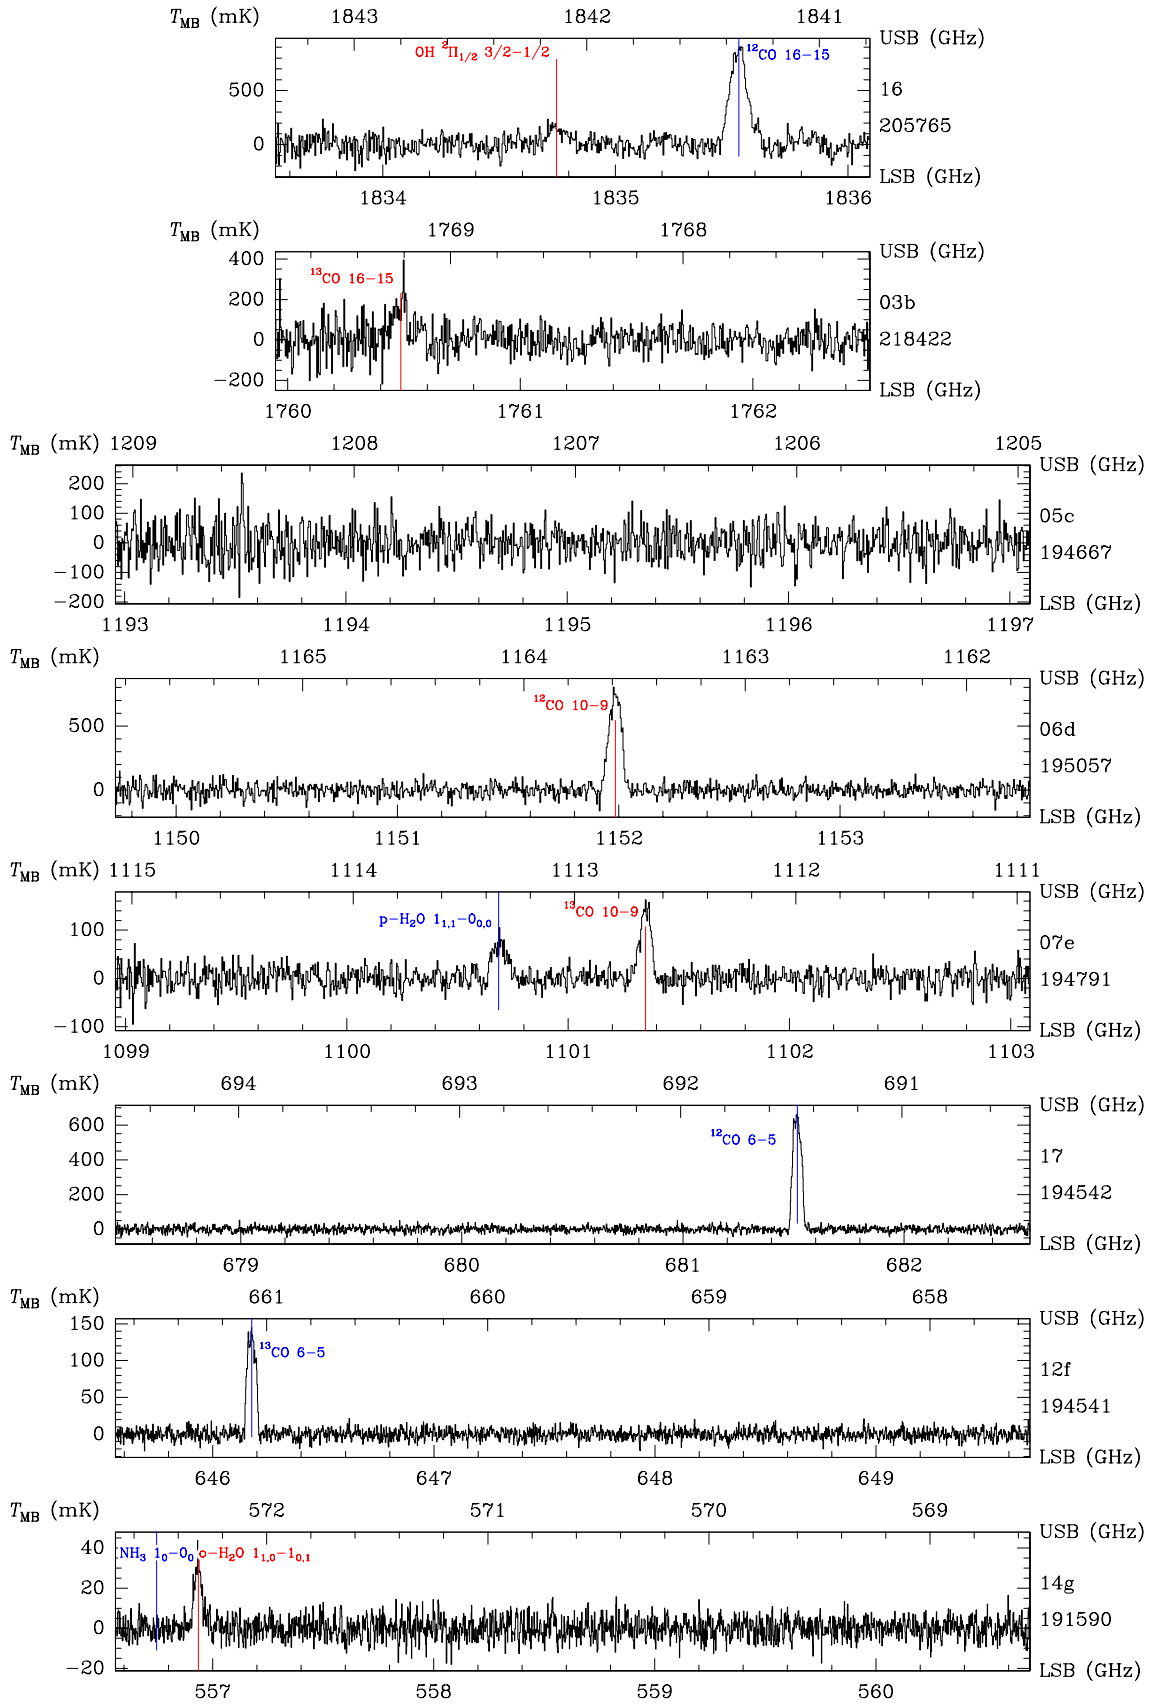 T_MB (mK) 1843 1842 1841 USB (GHz)
OH ²Π₁/₂ 3/2−1/2 ¹²CO 16−15
500 16
0 205765
1834 1835 1836 LSB (GHz)
T_MB (mK) 1769 1768 USB (GHz)
400 ¹³CO 16−15
200 03b
0 218422
−200 LSB (GHz)
1760 1761 1762
T_MB (mK) 1209 1208 1207 1206 1205 USB (GHz)
200
100 05c
0 194667
−100
−200 LSB (GHz)
1193 1194 1195 1196 1197
T_MB (mK) 1165 1164 1163 1162 USB (GHz)
¹²CO 10−9
500 06d
0 195057
LSB (GHz)
1150 1151 1152 1153
T_MB (mK) 1115 1114 1113 1112 1111 USB (GHz)
p−H₂O 1₁,₁−0₀,₀ ¹³CO 10−9
100 07e
0 194791
−100 LSB (GHz)
1099 1100 1101 1102 1103
T_MB (mK) 694 693 692 691 USB (GHz)
600 ¹²CO 6−5
400 17
200 194542
0 LSB (GHz)
679 680 681 682
T_MB (mK) 661 660 659 658 USB (GHz)
150 ¹³CO 6−5
100 12f
50 194541
0 LSB (GHz)
646 647 648 649
T_MB (mK) 572 571 570 569 USB (GHz)
40 NH₃ 1₀−0₀ o−H₂O 1₁,₀−1₀,₁
20 14g
0 191590
−20 LSB (GHz)
557 558 559 560